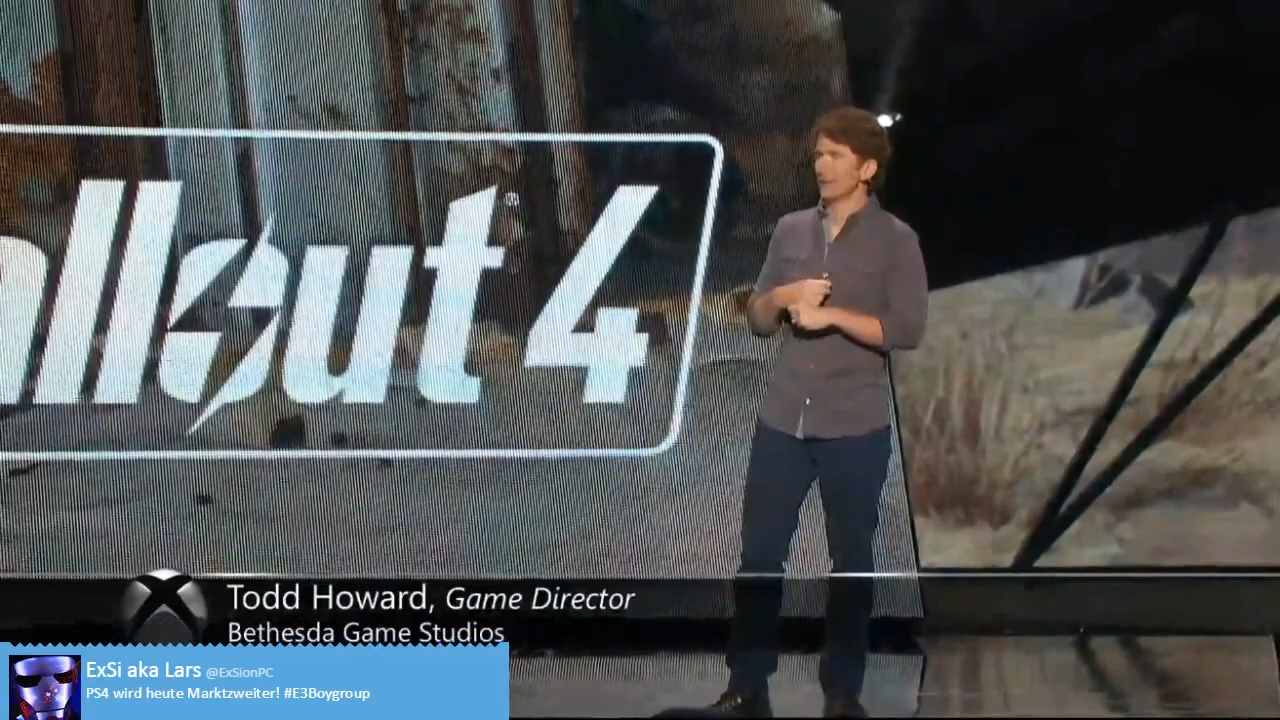 allout 4
Todd Howard, Game Director
Bethesda Game Studios
ExSi aka Lars @ExSionPC
PS4 wird heute Marktzweiter! #E3Boygroup